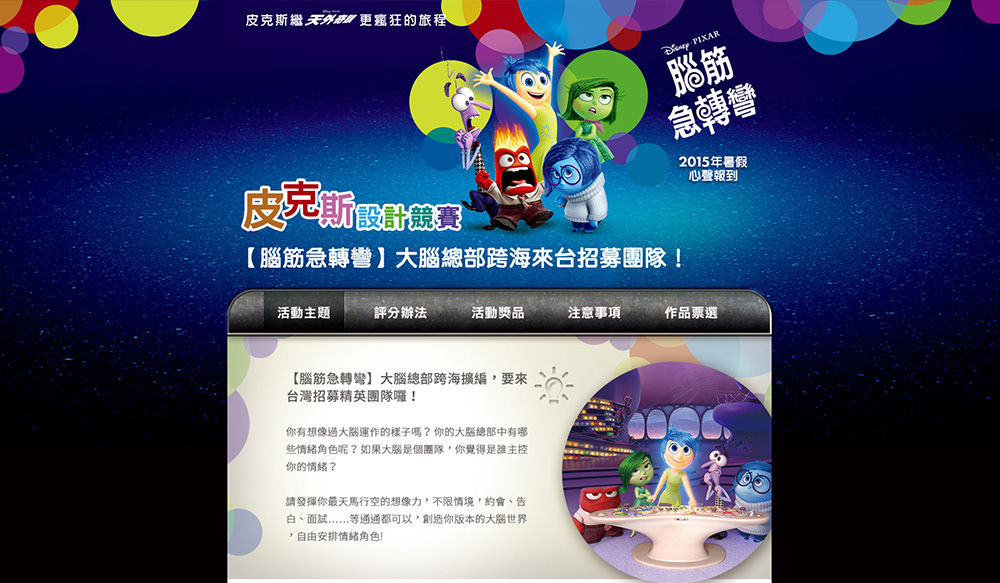 皮克斯繼 天外奇蹟 更瘋狂的旅程
Disney PIXAR
腦筋
急轉彎
2015年暑假
心聲報到
皮克斯設計競賽
【腦筋急轉彎】大腦總部跨海來台招募團隊！
活動主題 評分辦法 活動獎品 注意事項 作品票選
【腦筋急轉彎】大腦總部跨海擴編，要來
台灣招募精英團隊囉！
你有想像過大腦運作的樣子嗎？你的大腦總部中有哪
些情緒角色呢？如果大腦是個團隊，你覺得是誰主控
你的情緒？
請發揮你最天馬行空的想像力，不限情境，約會、告
白、面試……等通通都可以，創造你版本的大腦世界
，自由安排情緒角色!